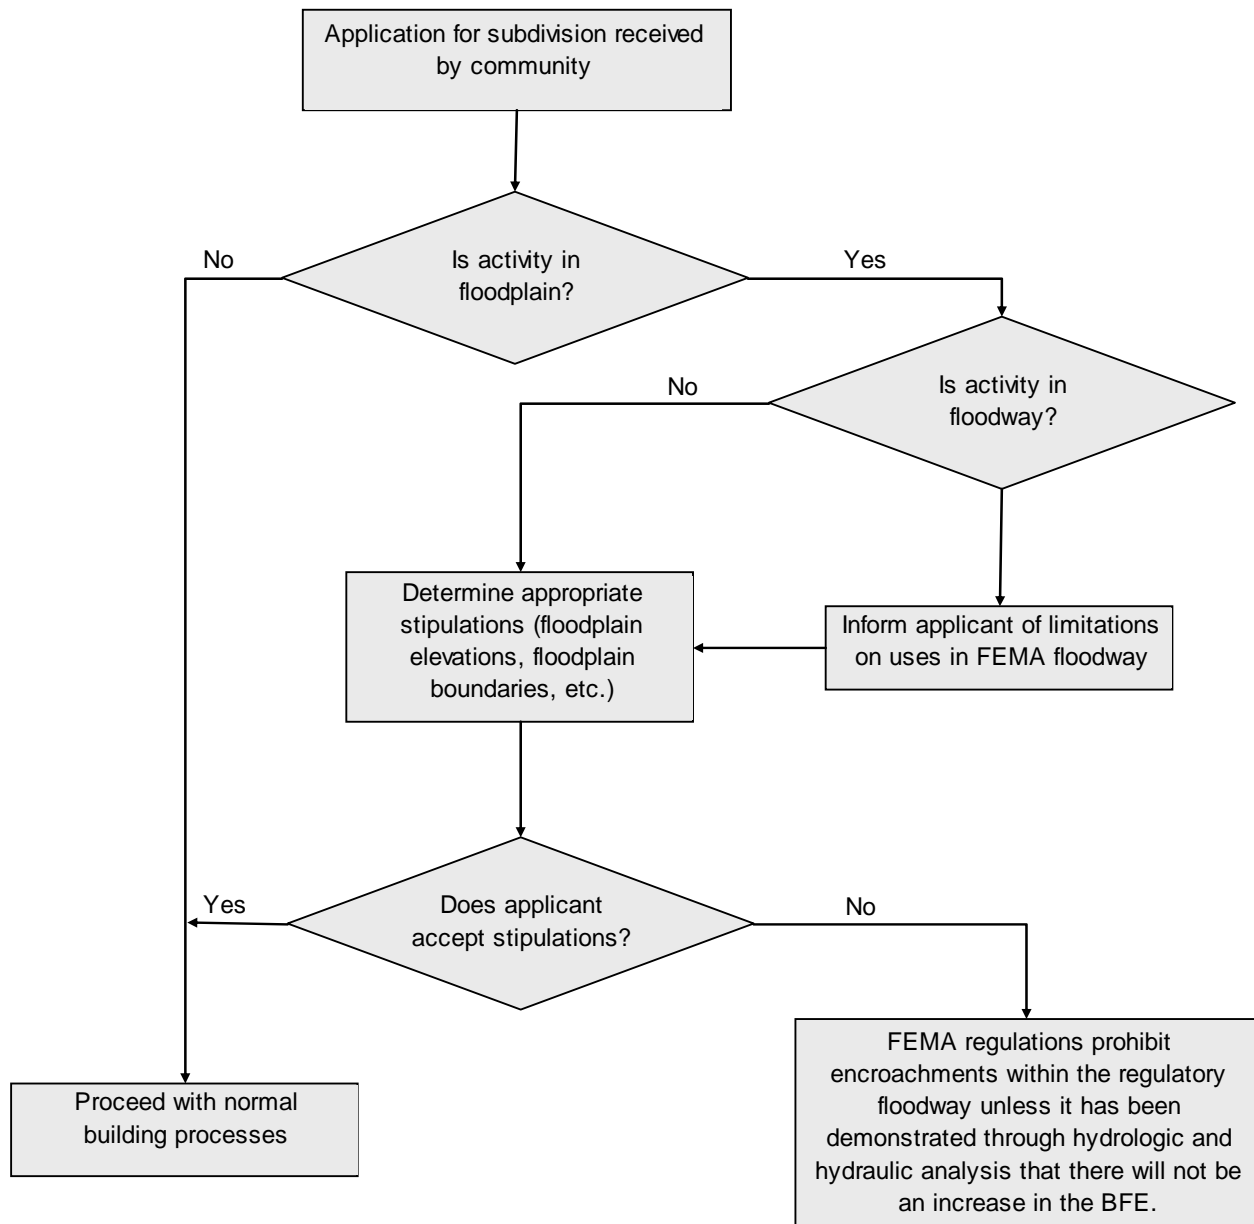 Application for subdivision received
by community
Is activity in
floodplain?
No
Yes
Is activity in
floodway?
No
Determine appropriate
stipulations (floodplain
elevations, floodplain
boundaries, etc.)
Inform applicant of limitations
on uses in FEMA floodway
Does applicant
accept stipulations?
Yes
No
Proceed with normal
building processes
FEMA regulations prohibit
encroachments within the regulatory
floodway unless it has been
demonstrated through hydrologic and
hydraulic analysis that there will not be
an increase in the BFE.